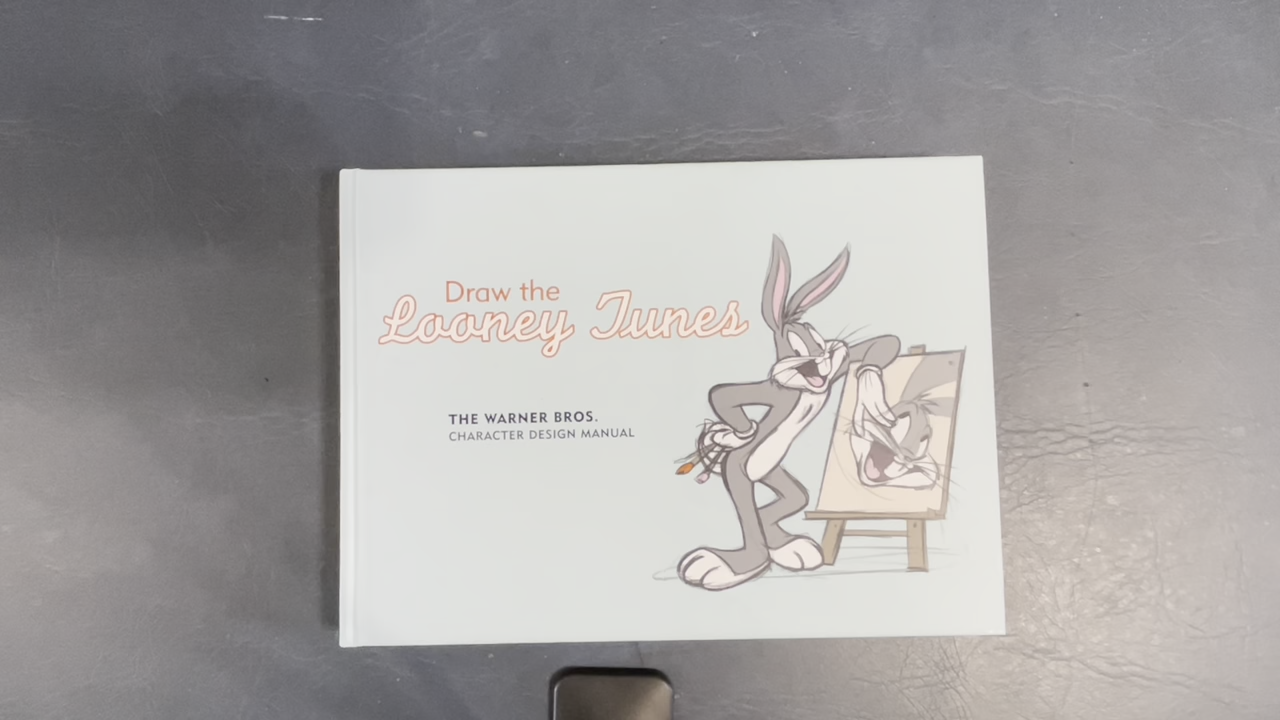 Draw the
Looney Tunes
THE WARNER BROS.
CHARACTER DESIGN MANUAL